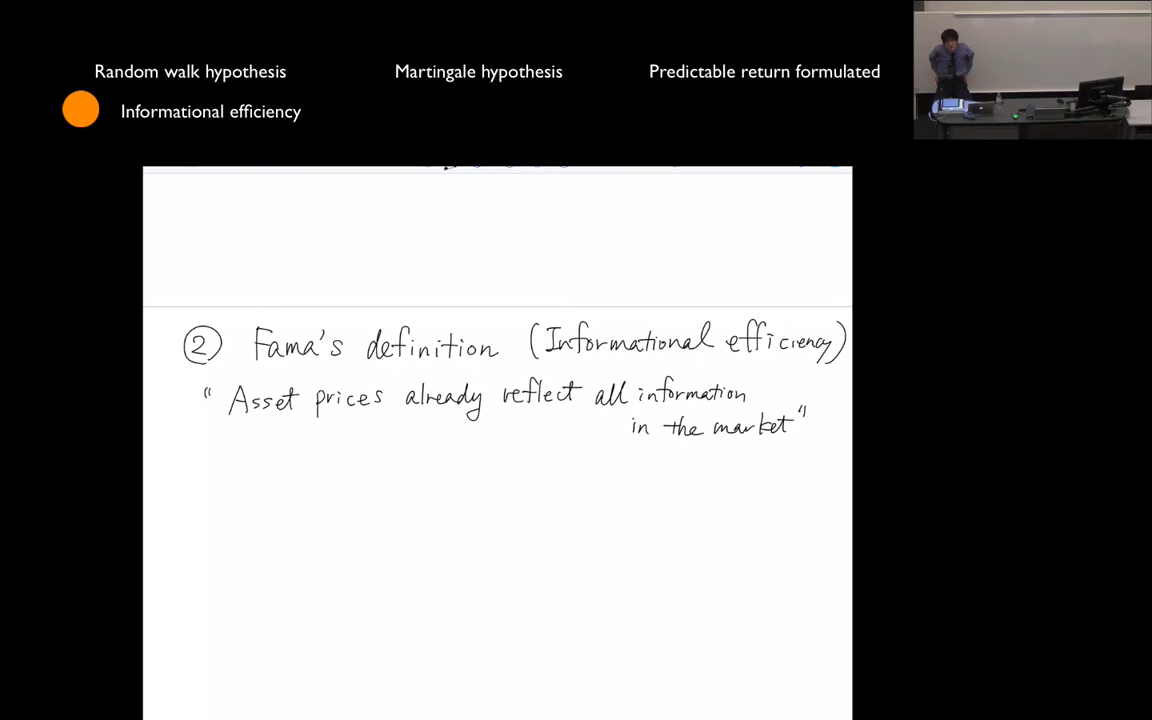 Random walk hypothesis
Martingale hypothesis
Predictable return formulated
Informational efficiency
② Fama's definition (Informational efficiency)
" Asset prices already reflect all information
in the market "